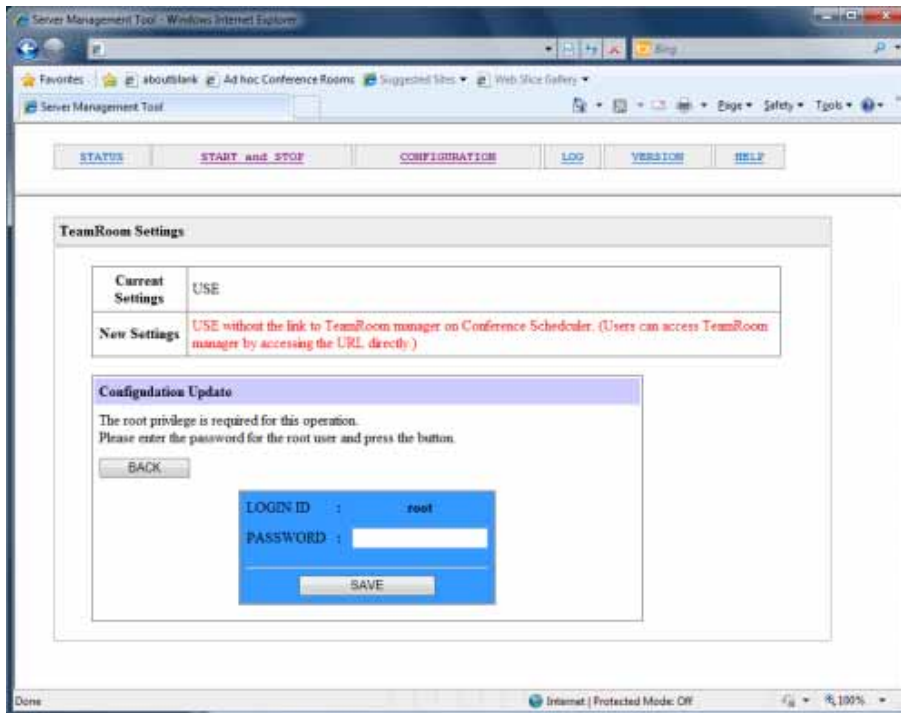 Server Management Tool - Windows Internet Explorer
Bing
Favorites about:blank Ad hoc Conference Rooms Suggested Sites Web Slice Gallery
Server Management Tool
Page Safety Tools
STATUS START and STOP CONFIGURATION LOG VERSION HELP
TeamRoom Settings
Current Settings
USE
New Settings
USE without the link to TeamRoom manager on Conference Scheduler. (Users can access TeamRoom
manager by accessing the URL directly.)
Configudation Update
The root privilege is required for this operation.
Please enter the password for the root user and press the button.
BACK
LOGIN ID : root
PASSWORD :
SAVE
Done
Internet | Protected Mode: Off
100%